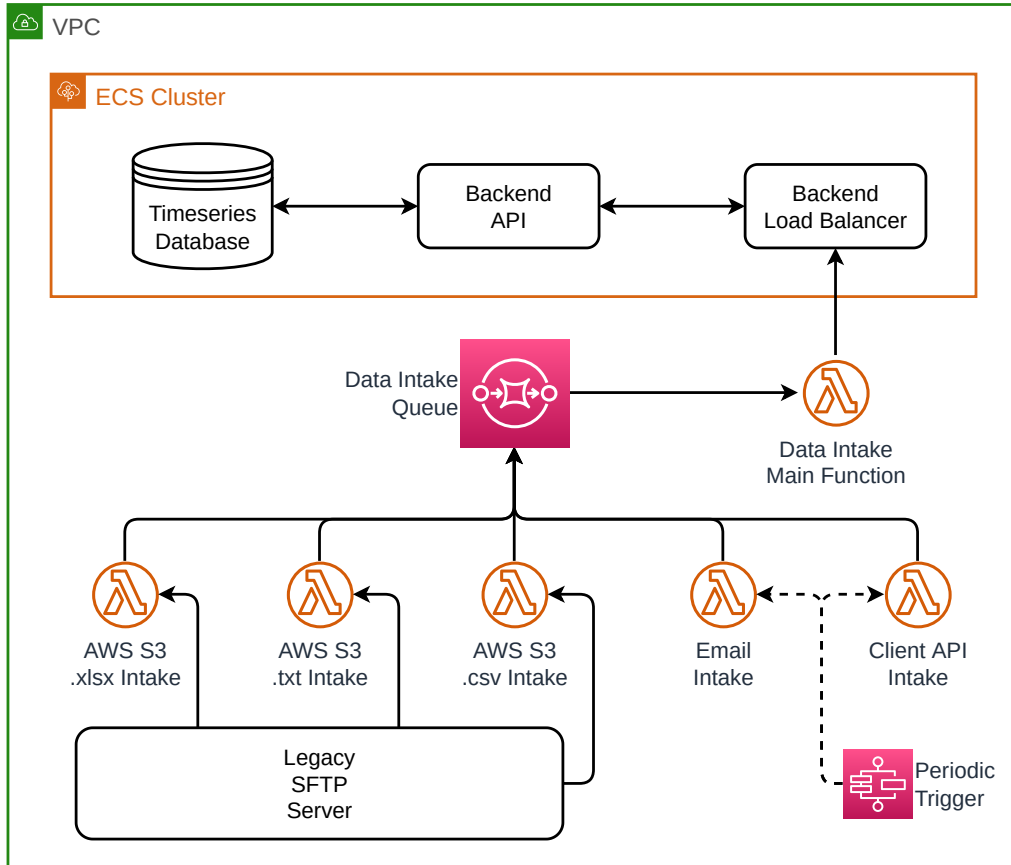 VPC
ECS Cluster
Timeseries
Database
Backend
API
Backend
Load Balancer
Data Intake
Queue
Data Intake
Main Function
AWS S3
.xlsx Intake
AWS S3
.txt Intake
AWS S3
.csv Intake
Email
Intake
Client API
Intake
Legacy
SFTP
Server
Periodic
Trigger